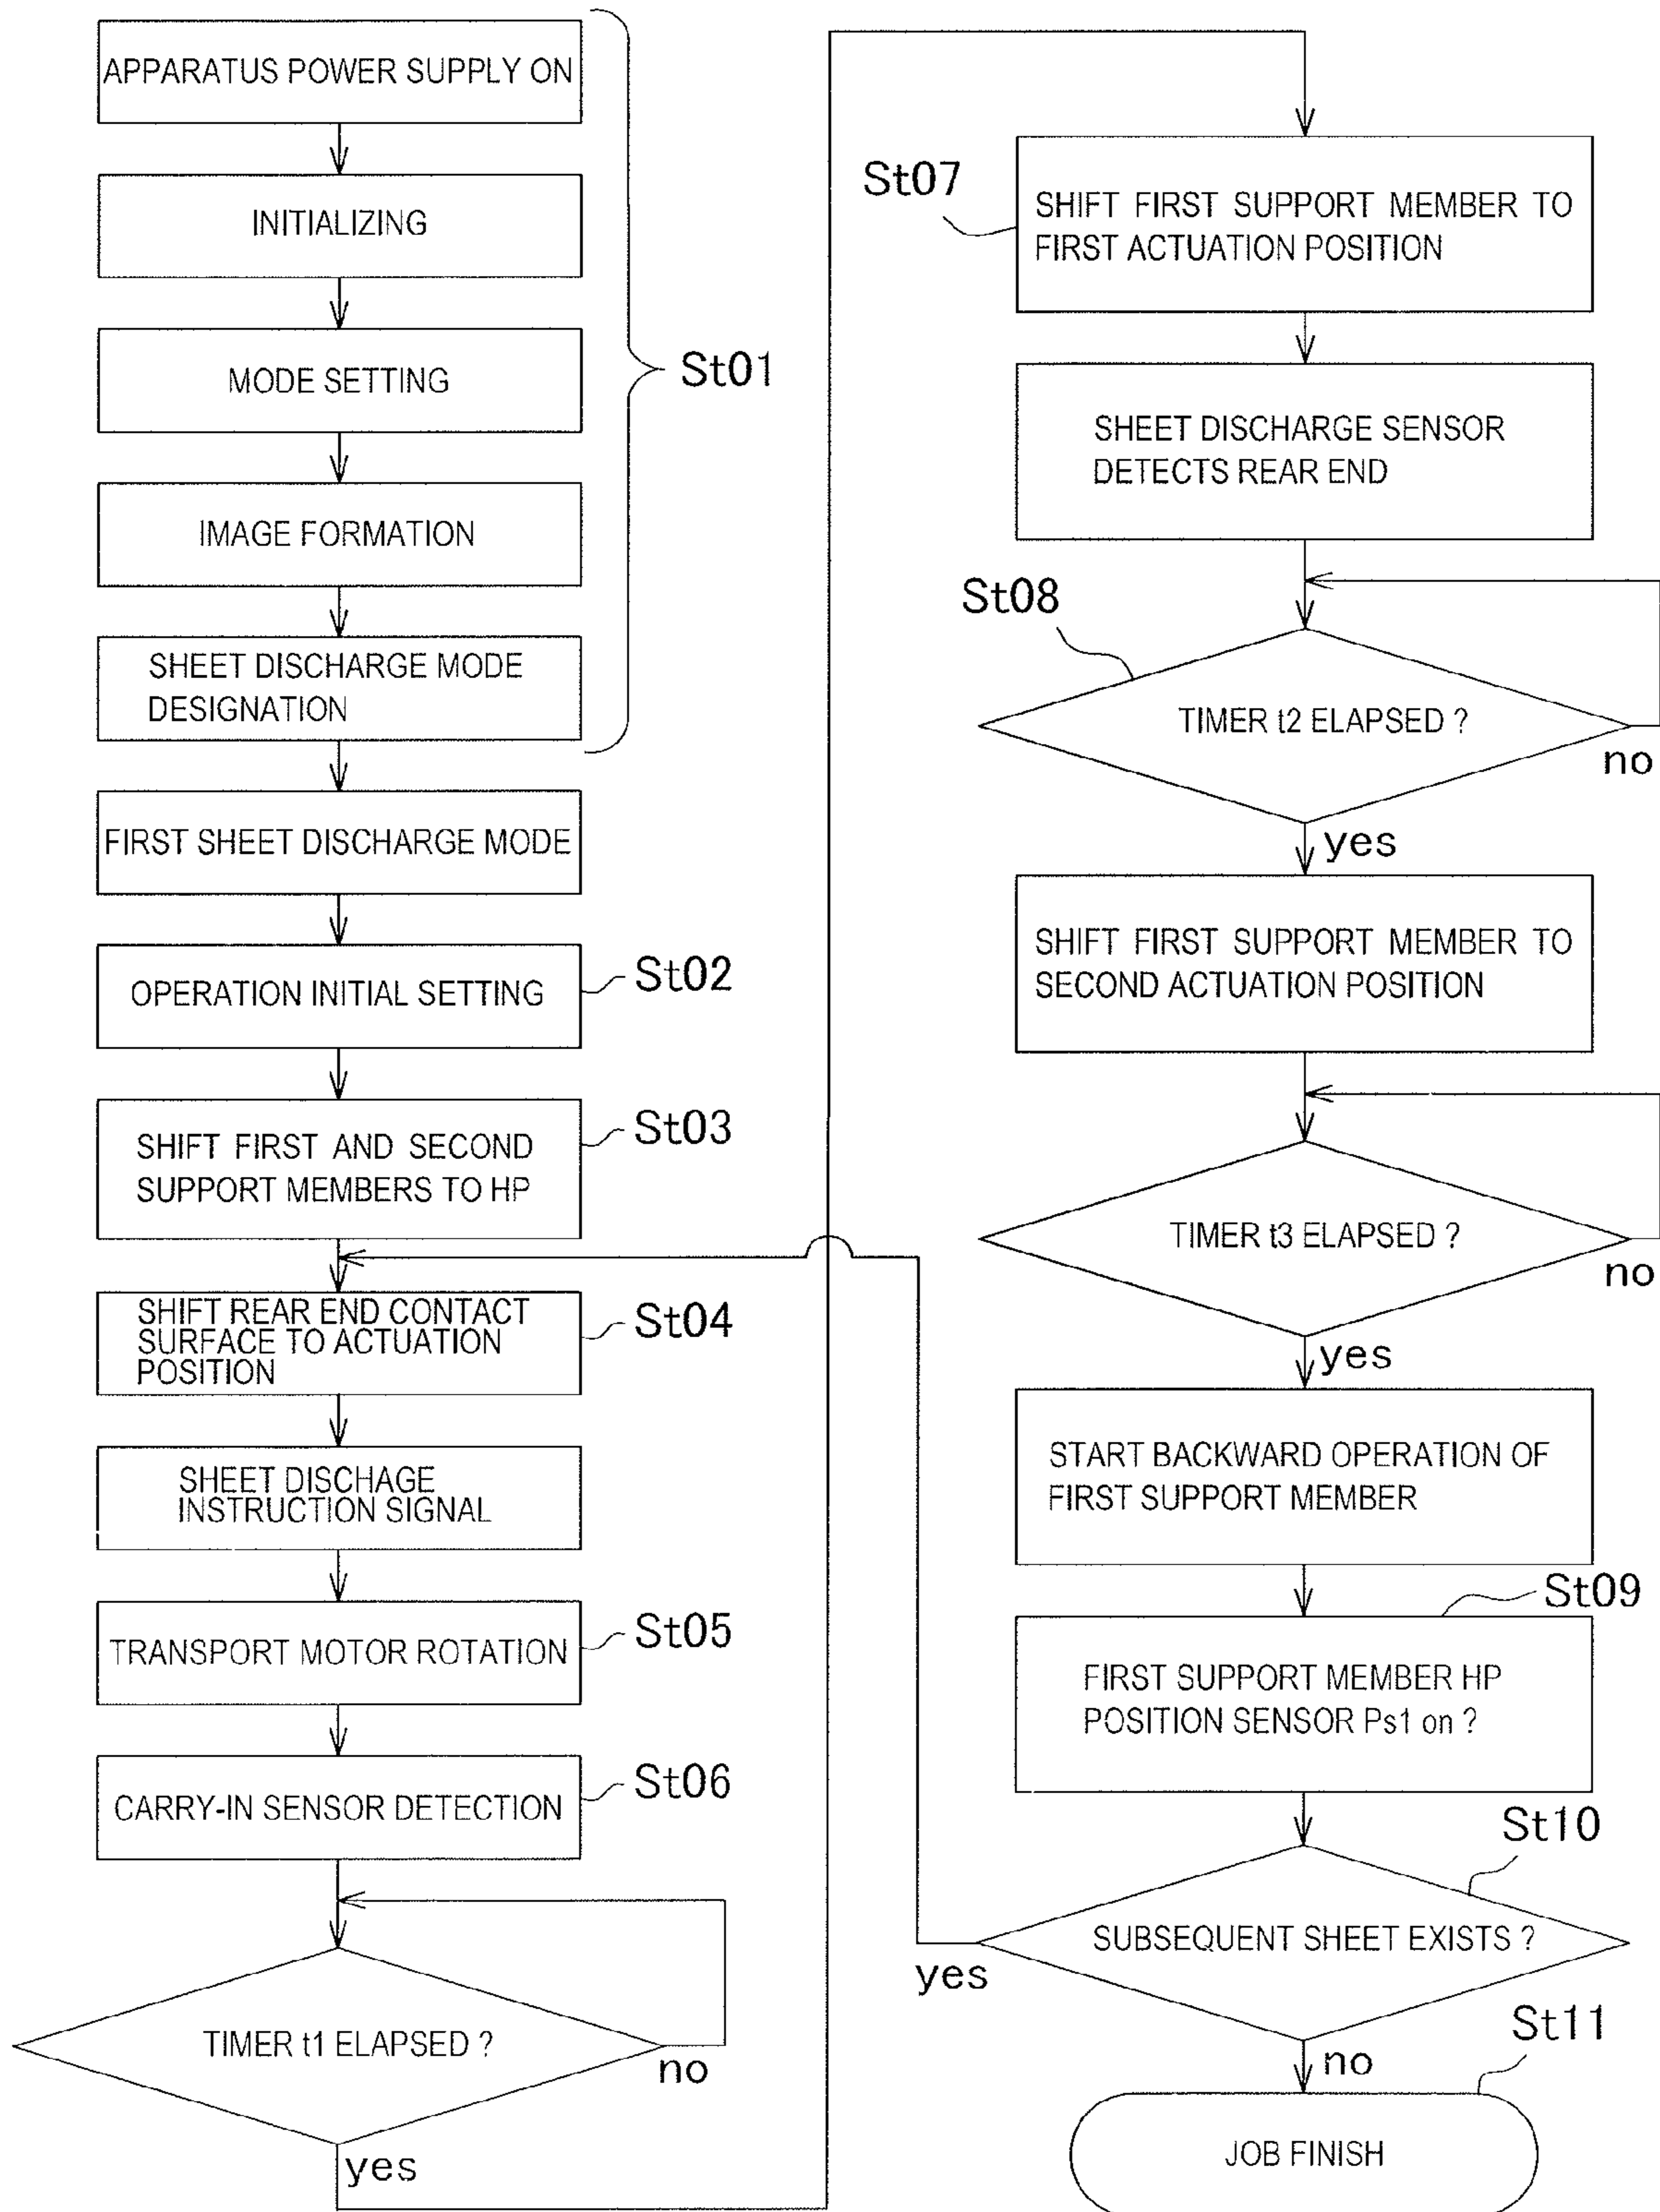 APPARATUS POWER SUPPLY ON
INITIALIZING
MODE SETTING
IMAGE FORMATION
SHEET DISCHARGE MODE
DESIGNATION
St01
FIRST SHEET DISCHARGE MODE
OPERATION INITIAL SETTING
St02
SHIFT FIRST AND SECOND
SUPPORT MEMBERS TO HP
St03
SHIFT REAR END CONTACT
SURFACE TO ACTUATION
POSITION
St04
SHEET DISCHAGE
INSTRUCTION SIGNAL
TRANSPORT MOTOR ROTATION
St05
CARRY-IN SENSOR DETECTION
St06
TIMER t1 ELAPSED ?
no
yes
St07
SHIFT FIRST SUPPORT MEMBER TO
FIRST ACTUATION POSITION
SHEET DISCHARGE SENSOR
DETECTS REAR END
St08
TIMER t2 ELAPSED ?
no
yes
SHIFT FIRST SUPPORT MEMBER TO
SECOND ACTUATION POSITION
TIMER t3 ELAPSED ?
no
yes
START BACKWARD OPERATION OF
FIRST SUPPORT MEMBER
St09
FIRST SUPPORT MEMBER HP
POSITION SENSOR Ps1 on ?
St10
SUBSEQUENT SHEET EXISTS ?
yes
no
St11
JOB FINISH